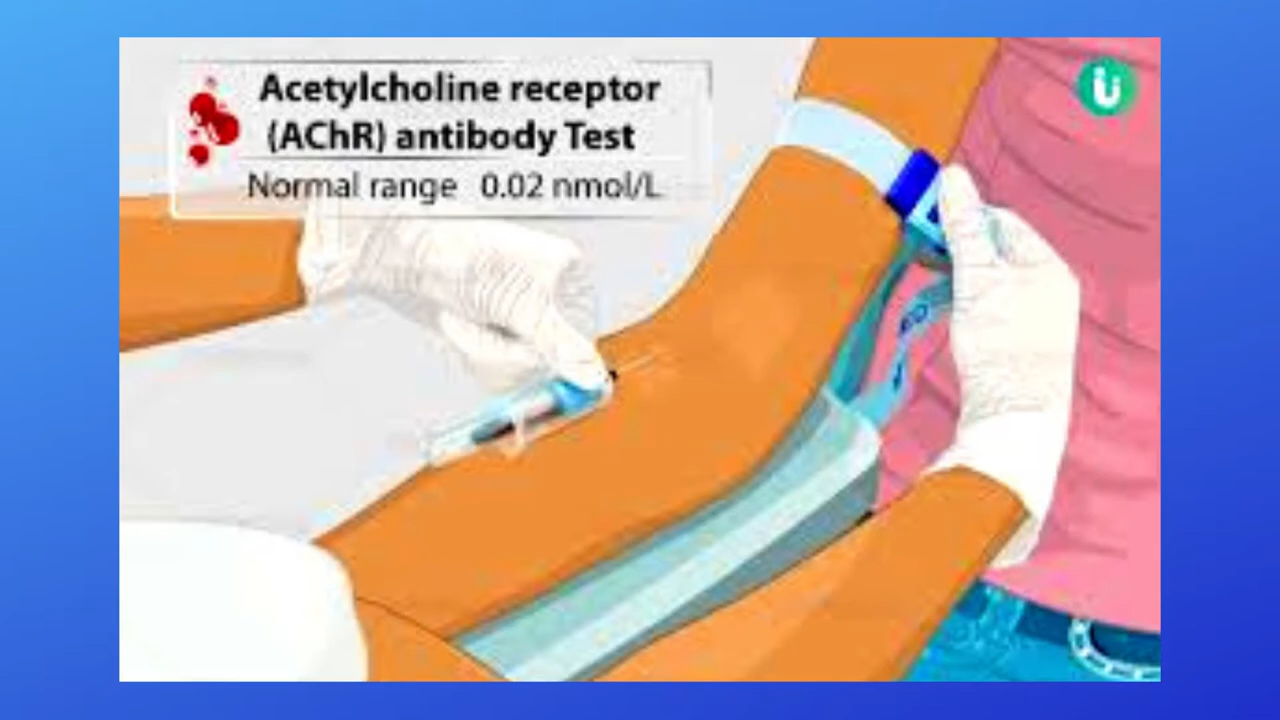 Acetylcholine receptor
(AChR) antibody Test
Normal range 0.02 nmol/L